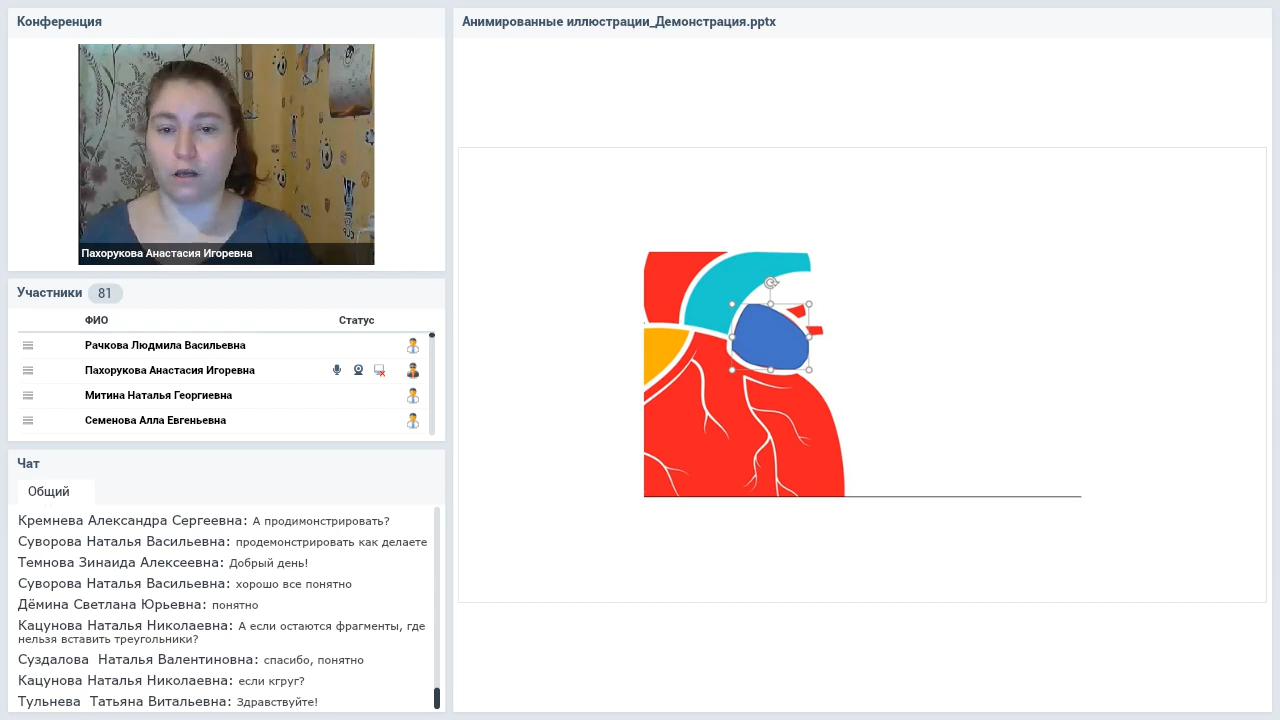 Конференция
Пахорукова Анастасия Игоревна
Участники 81
ФИО Статус
Рачкова Людмила Васильевна
Пахорукова Анастасия Игоревна
Митина Наталья Георгиевна
Семенова Алла Евгеньевна
Чат
Общий
Кремнева Александра Сергеевна: А продимонстрировать?
Суворова Наталья Васильевна: продемонстрировать как делаете
Темнова Зинаида Алексеевна: Добрый день!
Суворова Наталья Васильевна: хорошо все понятно
Дёмина Светлана Юрьевна: понятно
Кацунова Наталья Николаевна: А если остаются фрагменты, где
нельзя вставить треугольники?
Суздалова Наталья Валентиновна: спасибо, понятно
Кацунова Наталья Николаевна: если кгруг?
Тульнева Татьяна Витальевна: Здравствуйте!
Анимированные иллюстрации_Демонстрация.pptx